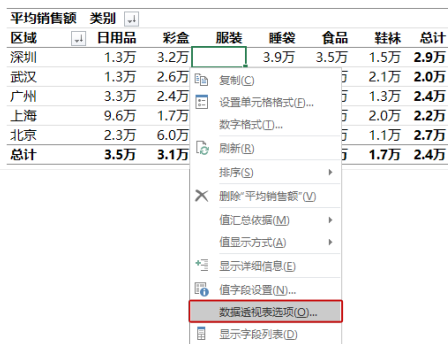 平均销售额 类别
区域 日用品 彩盒 服装 睡袋 食品 鞋袜 总计
深圳 1.3万 3.2万 3.9万 3.5万 1.5万 2.9万
武汉 1.3万 2.6万 2.1万 2.0万
广州 3.3万 2.4万 1.3万 2.4万
上海 9.6万 1.7万 2.0万 2.2万
北京 2.3万 6.0万 1.1万 2.7万
总计 3.5万 3.1万 1.7万 2.4万
复制(C)
设置单元格格式(F)...
数字格式(T)...
刷新(R)
排序(S)
删除"平均销售额"(V)
值汇总依据(M)
值显示方式(A)
显示详细信息(E)
值字段设置(N)...
数据透视表选项(O)...
显示字段列表(D)